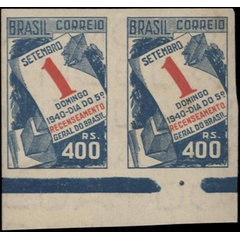 BRASIL CORREIO
SETEMBRO
1
DOMINGO
1940-DIA DO 5º
RECENSEAMENTO
GERAL DO BRASIL
RS.
400
BRASIL CORREIO
SETEMBRO
1
DOMINGO
1940-DIA DO 5º
RECENSEAMENTO
GERAL DO BRASIL
RS.
400